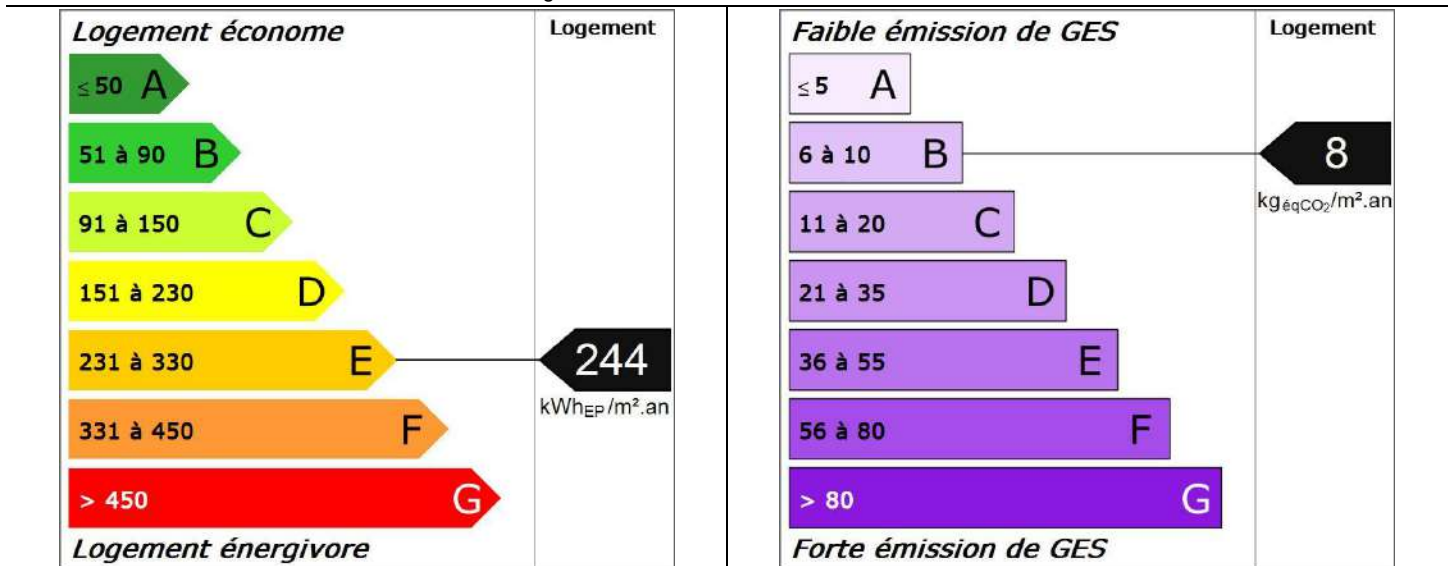 Logement économe
Logement
≤ 50 A
51 à 90 B
91 à 150 C
151 à 230 D
231 à 330 E
244
kWhEP/m².an
331 à 450 F
> 450 G
Logement énergivore
Faible émission de GES
Logement
≤ 5 A
6 à 10 B
8
kgéqCO2/m².an
11 à 20 C
21 à 35 D
36 à 55 E
56 à 80 F
> 80 G
Forte émission de GES